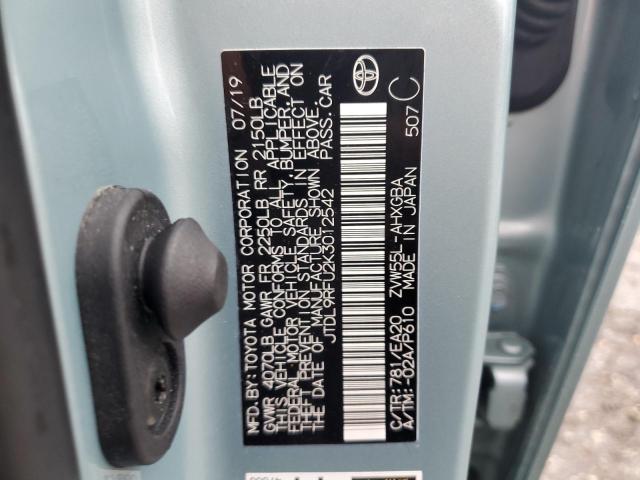 MFD.BY:TOYOTA MOTOR CORPORATION 07/19
GVWR 4070LB GAWR FR 2250LB RR 2150LB
THIS VEHICLE CONFORMS TO ALL APPLICABLE
FEDERAL MOTOR VEHICLE SAFETY, BUMPER, AND
THEFT PREVENTION STANDARDS IN EFFECT ON
THE DATE OF MANUFACTURE SHOWN ABOVE.
JTDL9RFU2K3012542 PASS.CAR
C/TR:781/EA20 ZVW55L-AHXGBA
A/TM:-02A/P610 MADE IN JAPAN 507 C